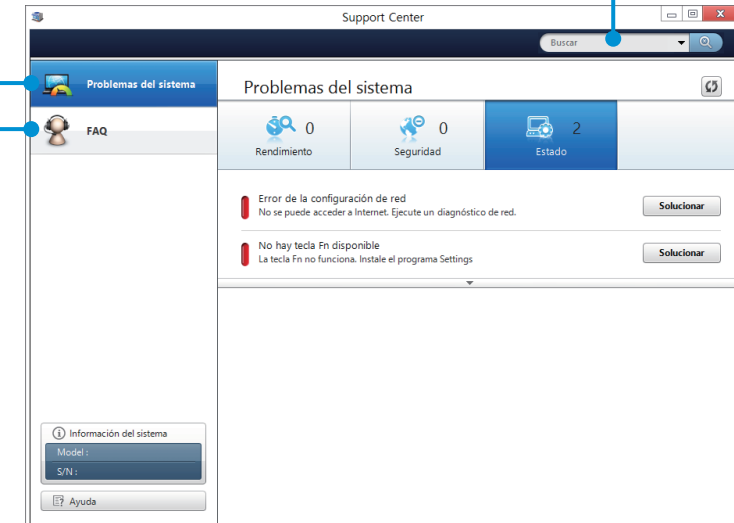 Support Center
Buscar
Problemas del sistema
FAQ
Problemas del sistema
0
Rendimiento
0
Seguridad
2
Estado
Error de la configuración de red
No se puede acceder a Internet. Ejecute un diagnóstico de red.
Solucionar
No hay tecla Fn disponible
La tecla Fn no funciona. Instale el programa Settings
Solucionar
Información del sistema
Model :
S/N :
Ayuda